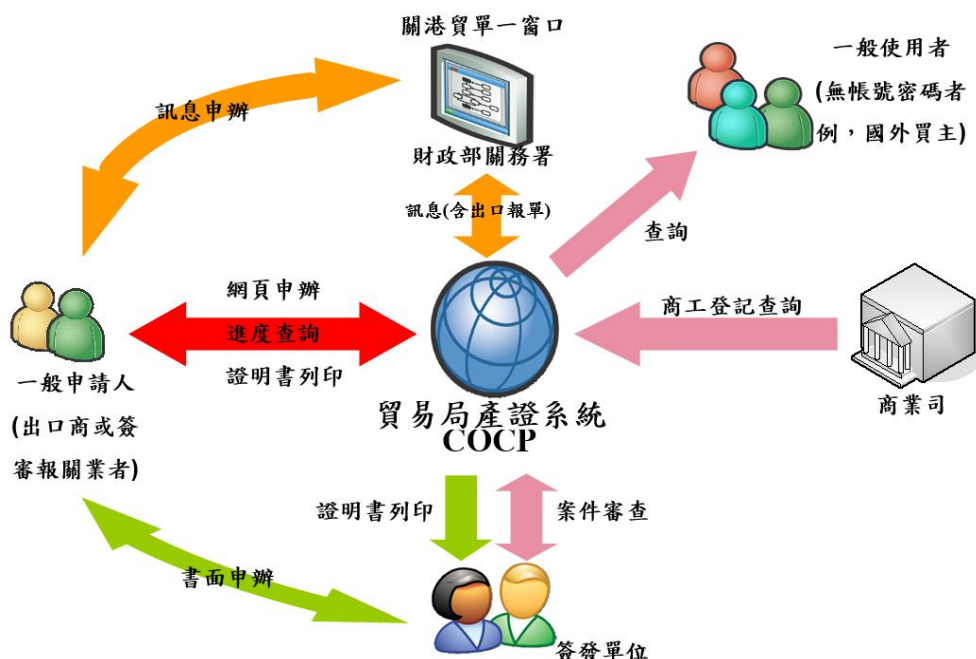 關港貿單一窗口
財政部關務署
一般使用者
(無帳號密碼者
例，國外買主)
訊息申辦
訊息(含出口報單)
查詢
網頁申辦
進度查詢
證明書列印
商工登記查詢
一般申請人
(出口商或簽
審報關業者)
貿易局產證系統
COCP
商業司
證明書列印
案件審查
書面申辦
簽發單位